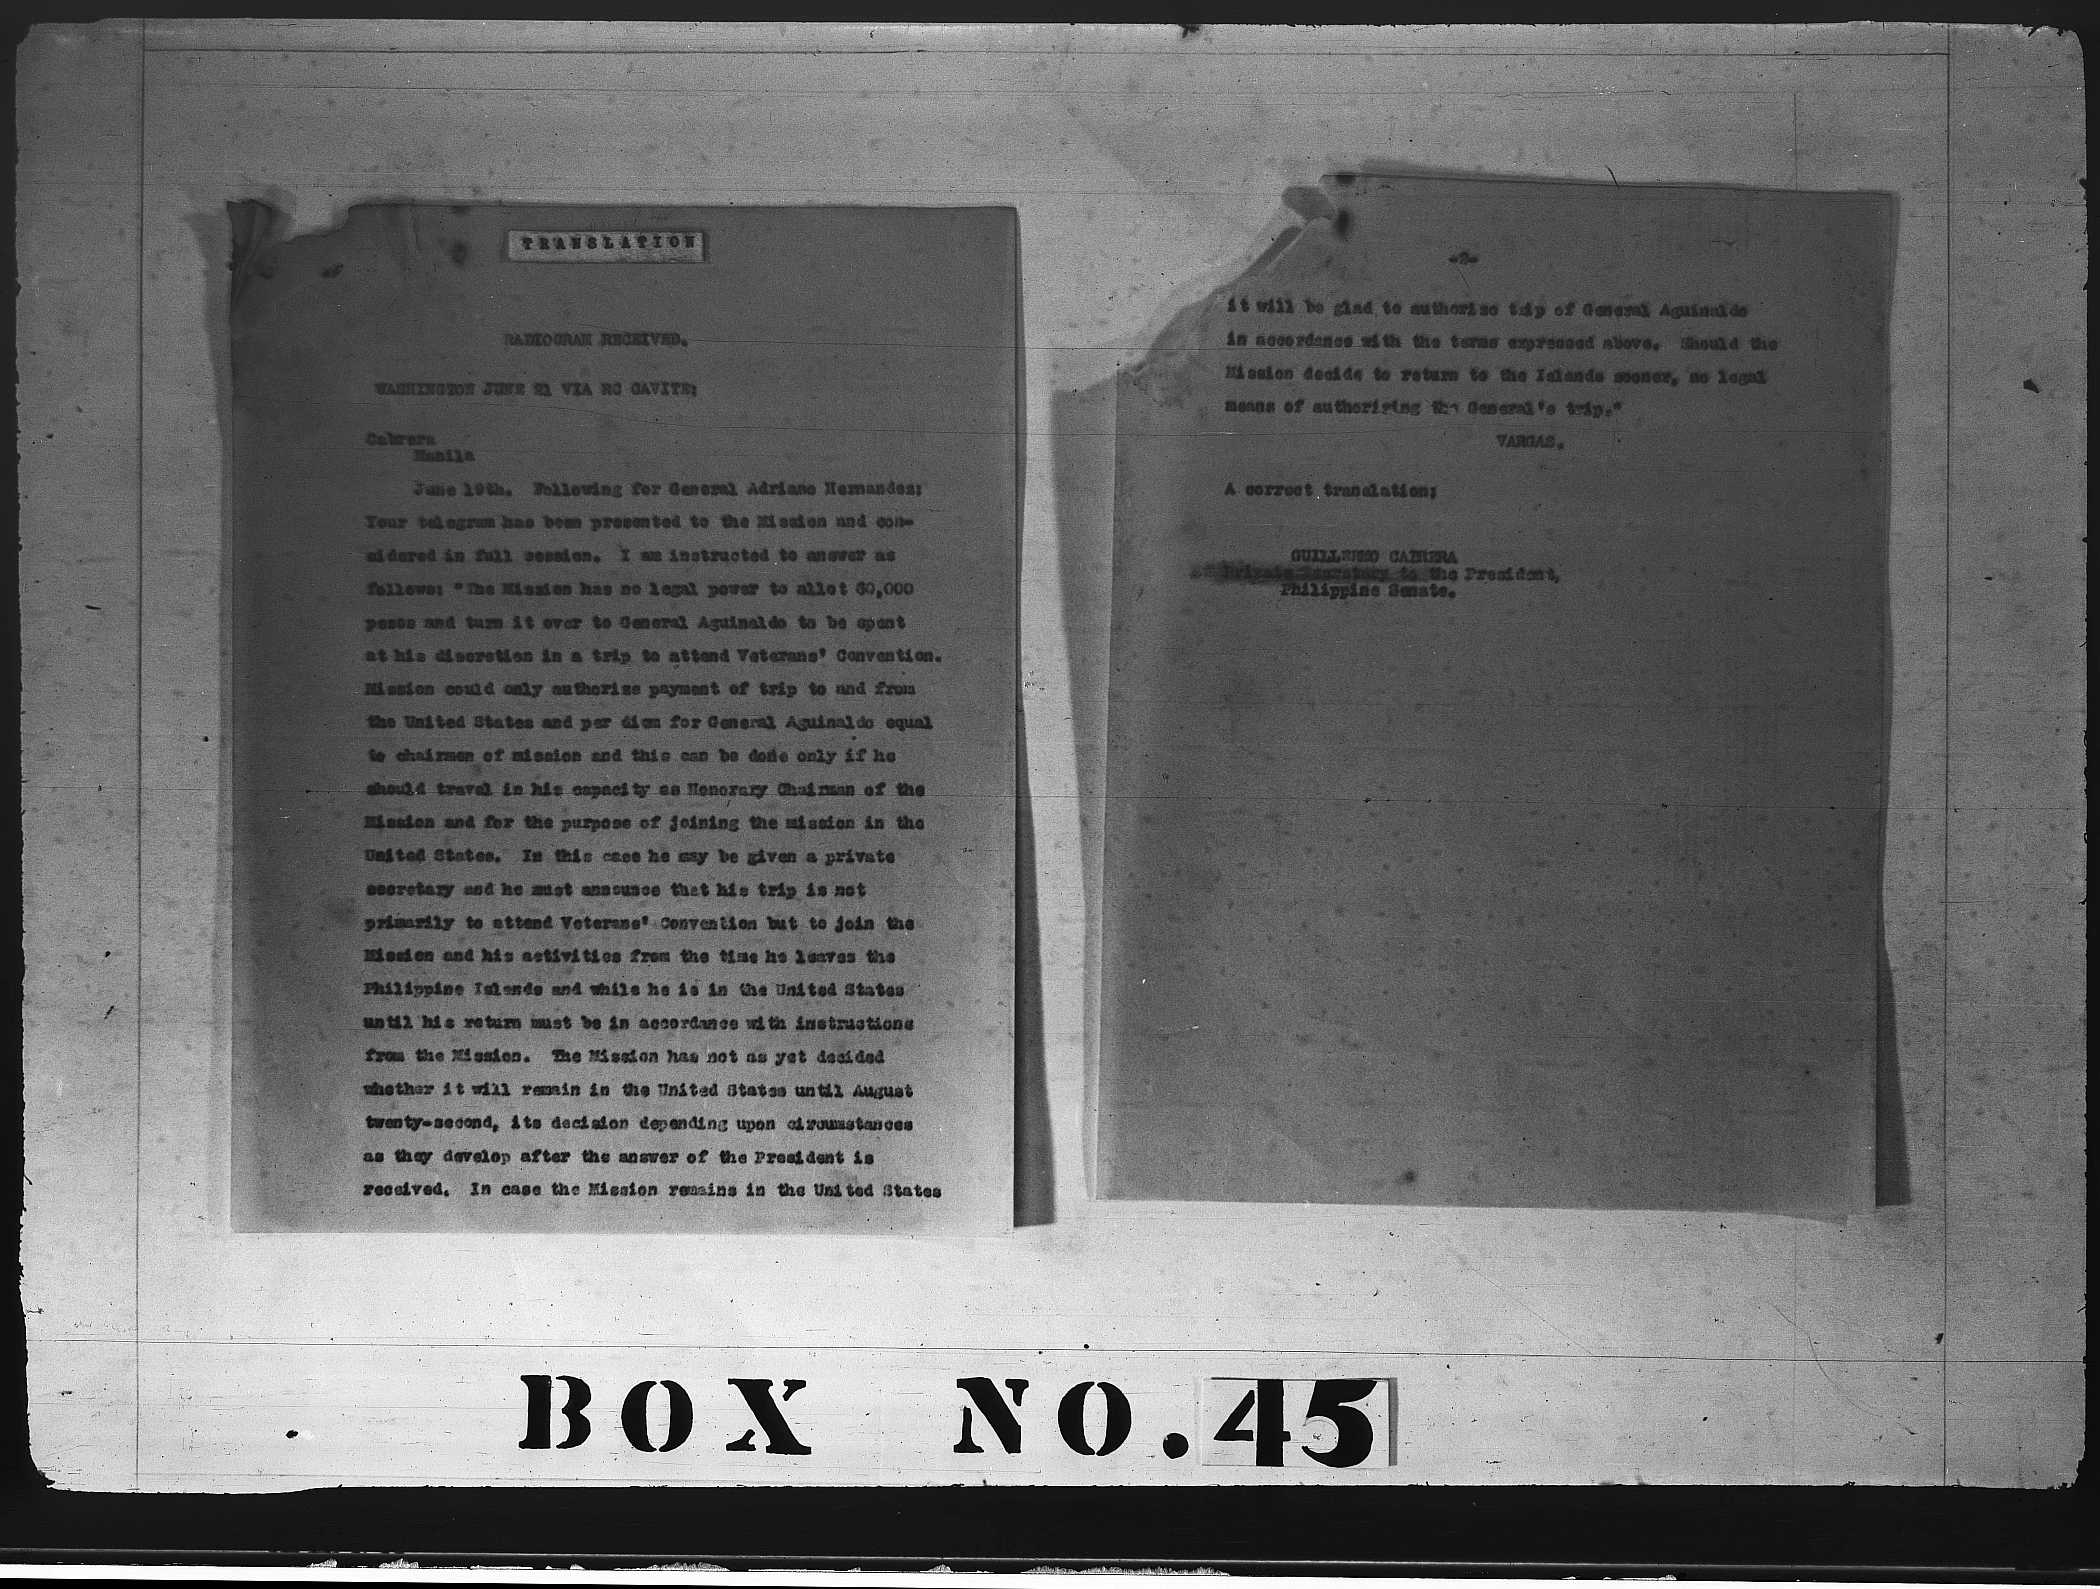 TRANSLATION
RADIOGRAM RECEIVED.
WASHINGTON JUNE 21 VIA RC CAVITE;
Cabrera
Manila
June 19th. Following for General Adriano Hernandez:
Your telegram has been presented to the Mission and con-
sidered in full session. I am instructed to answer as
follows: "The Mission has no legal power to allot 60,000
pesos and turn it over to General Aguinaldo to be spent
at his discretion in a trip to attend Veterans' Convention.
Mission could only authorize payment of trip to and from
the United States and per diem for General Aguinaldo equal
to chairmen of mission and this can be done only if he
should travel in his capacity as Honorary Chairman of the
Mission and for the purpose of joining the mission in the
United States. In this case he may be given a private
secretary and he must announce that his trip is not
primarily to attend Veterans' Convention but to join the
Mission and his activities from the time he leaves the
Philippine Islands and while he is in the United States
until his return must be in accordance with instructions
from the Mission. The Mission has not as yet decided
whether it will remain in the United States until August
twenty-second, its decision depending upon circumstances
as they develop after the answer of the President is
received. In case the Mission remains in the United States
-2-
it will be glad to authorize trip of General Aguinaldo
in accordance with the terms expressed above. Should the
Mission decide to return to the Islands sooner, no legal
means of authorizing the General's trip."
VARGAS.
A correct translation:
GUILLERMO CABRERA
Private Secretary to the President,
Philippine Senate.
BOX NO. 45